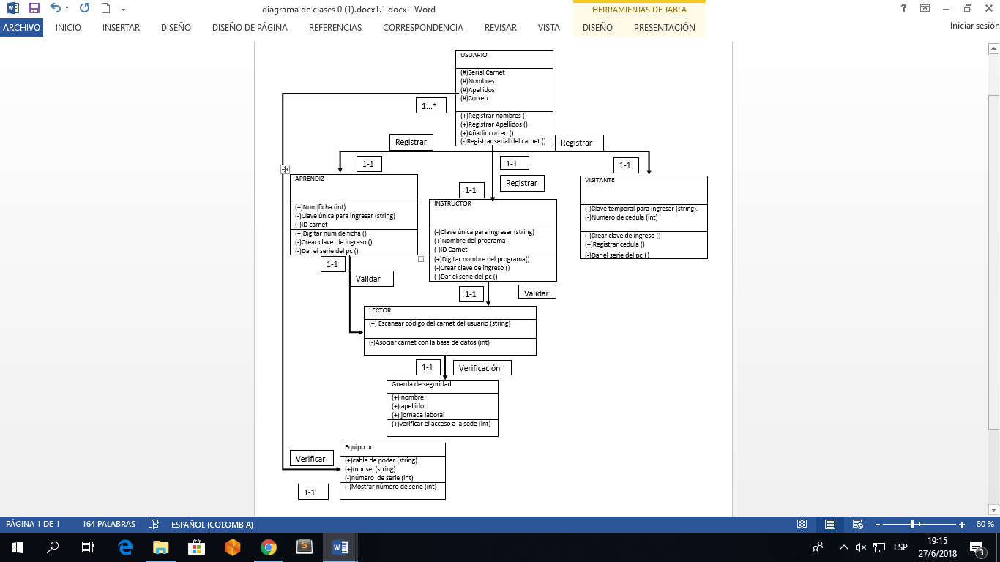 diagrama de clases 0 (1).docx1.1.docx - Word
HERRAMIENTAS DE TABLA
?
ARCHIVO
INICIO
INSERTAR
DISEÑO
DISEÑO DE PÁGINA
REFERENCIAS
CORRESPONDENCIA
REVISAR
VISTA
DISEÑO
PRESENTACIÓN
Iniciar sesión
USUARIO
(#)Serial Carnet
(#)Nombres
(#)Apellidos
(#)Correo
1...*
(+)Registrar nombres ()
(+)Registrar Apellidos ()
(+)Añadir correo ()
(-)Registrar serial del carnet ()
Registrar
Registrar
1-1
1-1
1-1
Registrar
1-1
APRENDIZ
(+)Num ficha (int)
(-)Clave única para ingresar (string)
(-)ID carnet
(+)Digitar num de ficha ()
(-)Crear clave  de ingreso ()
(-)Dar el serie del pc ()
INSTRUCTOR
(-)Clave única para ingresar (string)
(+)Nombre del programa
(-)ID Carnet
(+)Digitar nombre del programa()
(-)Crear clave de ingreso ()
(-)Dar el serie del pc ()
VISITANTE
(-)Clave temporal para ingresar (string).
(-)Numero de cedula (int)
(-)Crear clave de ingreso ()
(+)Registrar cedula ()
(-)Dar el serie del pc ()
1-1
Validar
1-1
Validar
LECTOR
(+) Escanear código del carnet del usuario (string)
(-)Asociar carnet con la base de datos (int)
1-1
Verificación
Guarda de seguridad
(+) nombre
(+) apellido
(+) jornada laboral
(+)verificar el acceso a la sede (int)
Verificar
1-1
Equipo pc
(+)cable de poder (string)
(+)mouse  (string)
(-)número  de serie (int)
(-)Mostrar número de serie (int)
PÁGINA 1 DE 1
164 PALABRAS
ESPAÑOL (COLOMBIA)
80 %
ESP
19:15
27/6/2018
3